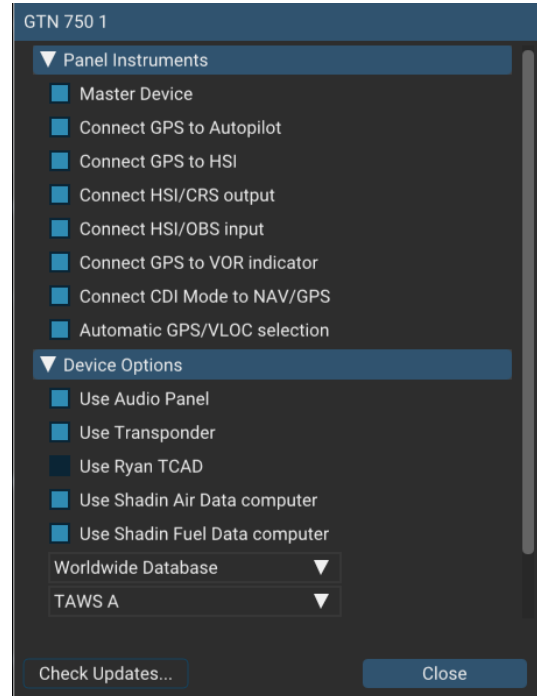 GTN 750 1
Panel Instruments
Master Device
Connect GPS to Autopilot
Connect GPS to HSI
Connect HSI/CRS output
Connect HSI/OBS input
Connect GPS to VOR indicator
Connect CDI Mode to NAV/GPS
Automatic GPS/VLOC selection
Device Options
Use Audio Panel
Use Transponder
Use Ryan TCAD
Use Shadin Air Data computer
Use Shadin Fuel Data computer
Worldwide Database
TAWS A
Check Updates...
Close